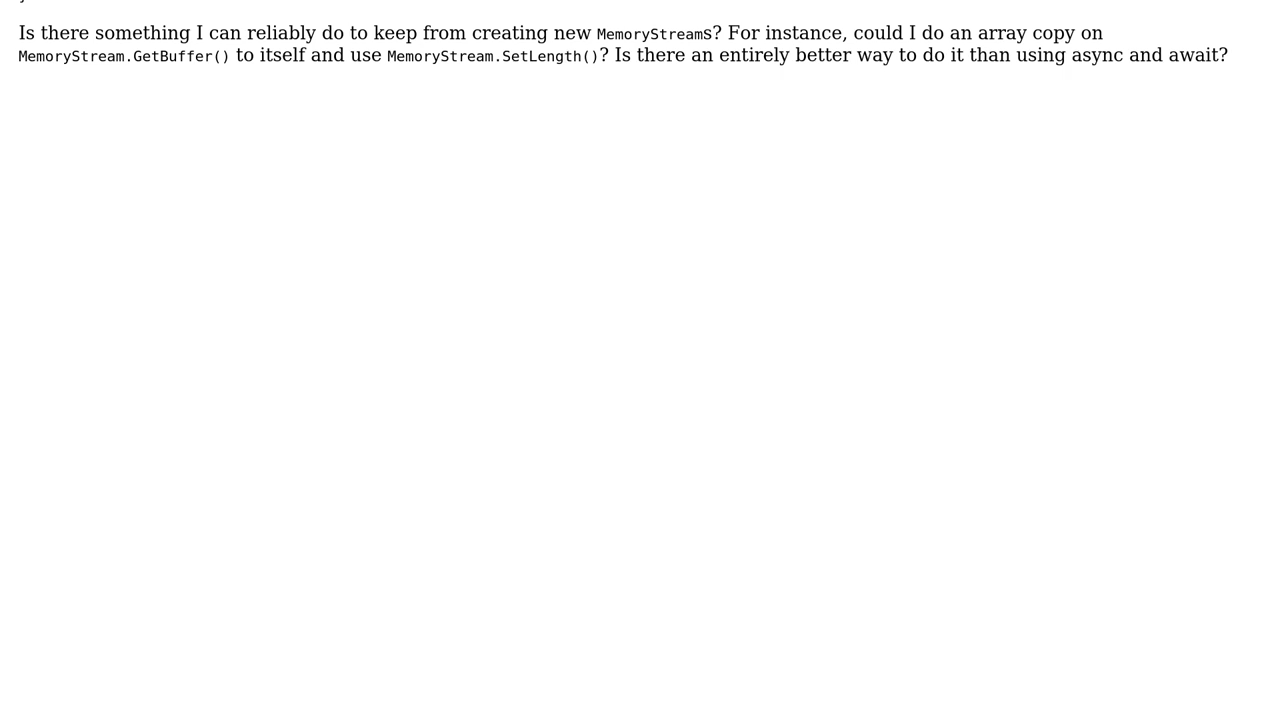 Is there something I can reliably do to keep from creating new MemoryStreams? For instance, could I do an array copy on
MemoryStream.GetBuffer() to itself and use MemoryStream.SetLength()? Is there an entirely better way to do it than using async and await?